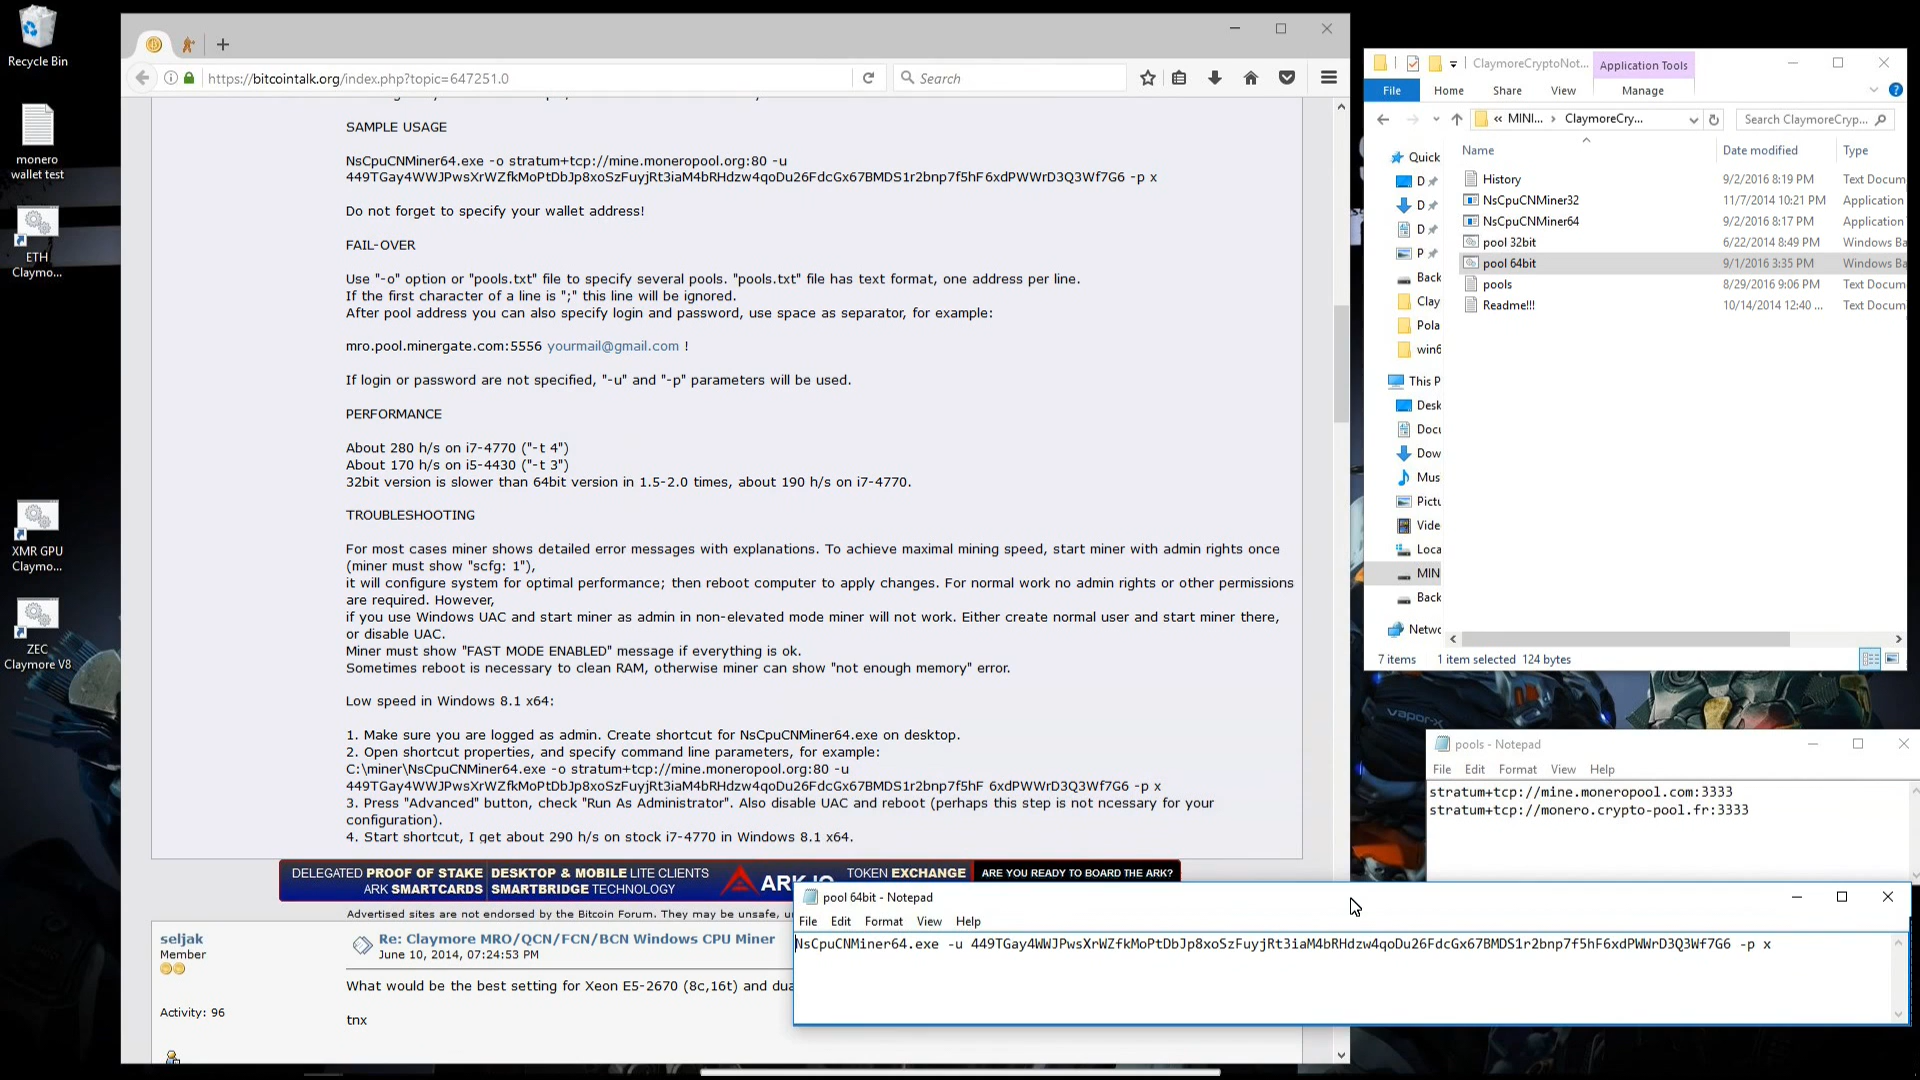 Recycle Bin
monero
wallet test
ETH
Claymo...
XMR GPU
Claymo...
ZEC
Claymore V8
https://bitcointalk.org/index.php?topic=647251.0
Search
SAMPLE USAGE
NsCpuCNMiner64.exe -o stratum+tcp://mine.moneropool.org:80 -u
449TGay4WWJPwsXrWZfkMoPtDbJp8xoSzFuyjRt3iaM4bRHdzw4qoDu26FdcGx67BMDS1r2bnp7f5hF6xdPWWrD3Q3Wf7G6 -p x
Do not forget to specify your wallet address!
FAIL-OVER
Use "-o" option or "pools.txt" file to specify several pools. "pools.txt" file has text format, one address per line.
If the first character of a line is ";" this line will be ignored.
After pool address you can also specify login and password, use space as separator, for example:
mro.pool.minergate.com:5556 yourmail@gmail.com !
If login or password are not specified, "-u" and "-p" parameters will be used.
PERFORMANCE
About 280 h/s on i7-4770 ("-t 4")
About 170 h/s on i5-4430 ("-t 3")
32bit version is slower than 64bit version in 1.5-2.0 times, about 190 h/s on i7-4770.
TROUBLESHOOTING
For most cases miner shows detailed error messages with explanations. To achieve maximal mining speed, start miner with admin rights once
(miner must show "scfg: 1"),
it will configure system for optimal performance; then reboot computer to apply changes. For normal work no admin rights or other permissions
are required. However,
if you use Windows UAC and start miner as admin in non-elevated mode miner will not work. Either create normal user and start miner there,
or disable UAC.
Miner must show "FAST MODE ENABLED" message if everything is ok.
Sometimes reboot is necessary to clean RAM, otherwise miner can show "not enough memory" error.
Low speed in Windows 8.1 x64:
1. Make sure you are logged as admin. Create shortcut for NsCpuCNMiner64.exe on desktop.
2. Open shortcut properties, and specify command line parameters, for example:
C:\miner\NsCpuCNMiner64.exe -o stratum+tcp://mine.moneropool.org:80 -u
449TGay4WWJPwsXrWZfkMoPtDbJp8xoSzFuyjRt3iaM4bRHdzw4qoDu26FdcGx67BMDS1r2bnp7f5hF 6xdPWWrD3Q3Wf7G6 -p x
3. Press "Advanced" button, check "Run As Administrator". Also disable UAC and reboot (perhaps this step is not ncessary for your
configuration).
4. Start shortcut, I get about 290 h/s on stock i7-4770 in Windows 8.1 x64.
DELEGATED PROOF OF STAKE DESKTOP & MOBILE LITE CLIENTS TOKEN EXCHANGE ARE YOU READY TO BOARD THE ARK?
ARK SMARTCARDS SMARTBRIDGE TECHNOLOGY ARK.IO
Advertised sites are not endorsed by the Bitcoin Forum. They may be unsafe, u
seljak
Member
Activity: 96
Re: Claymore MRO/QCN/FCN/BCN Windows CPU Miner
June 10, 2014, 07:24:53 PM
What would be the best setting for Xeon E5-2670 (8c,16t) and dua
tnx
ClaymoreCryptoNot... Application Tools
File Home Share View Manage
« MINI... › ClaymoreCry... Search ClaymoreCryp...
Name Date modified Type
History 9/2/2016 8:19 PM Text Docum
NsCpuCNMiner32 11/7/2014 10:21 PM Application
NsCpuCNMiner64 9/2/2016 8:17 PM Application
pool 32bit 6/22/2014 8:49 PM Windows Ba
pool 64bit 9/1/2016 3:35 PM Windows Ba
pools 8/29/2016 9:06 PM Text Docum
Readme!!! 10/14/2014 12:40 ... Text Docum
Quick
D
D
D
P
Back
Clay
Pola
win6
This P
Desk
Docu
Dow
Mus
Pictu
Vide
Loca
MIN
Back
Netwo
7 items 1 item selected 124 bytes
vapor-x
pools - Notepad
File Edit Format View Help
stratum+tcp://mine.moneropool.com:3333
stratum+tcp://monero.crypto-pool.fr:3333
pool 64bit - Notepad
File Edit Format View Help
NsCpuCNMiner64.exe -u 449TGay4WWJPwsXrWZfkMoPtDbJp8xoSzFuyjRt3iaM4bRHdzw4qoDu26FdcGx67BMDS1r2bnp7f5hF6xdPWWrD3Q3Wf7G6 -p x